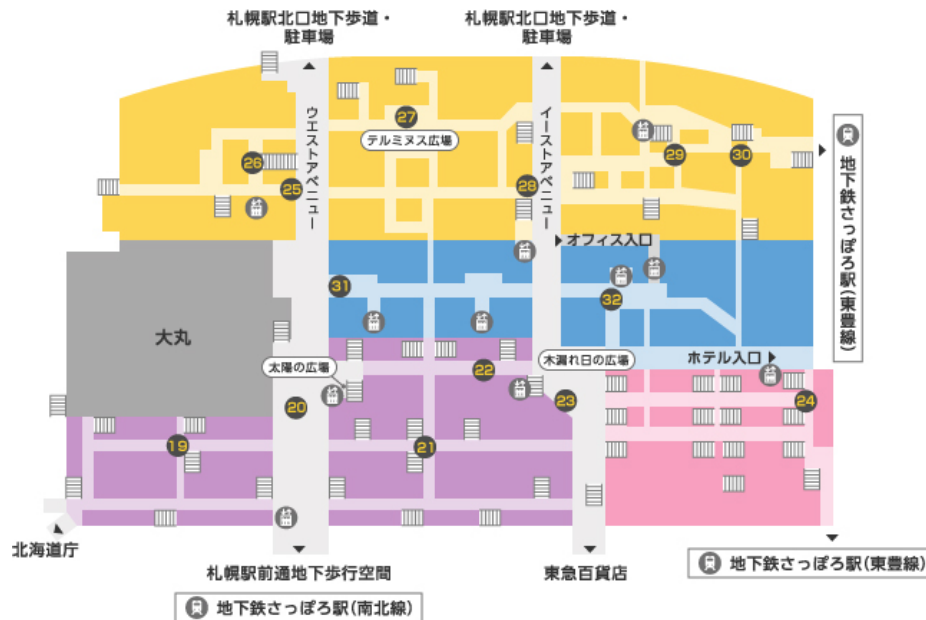 札幌駅北口地下歩道・
駐車場
札幌駅北口地下歩道・
駐車場
ウエストアベニュー
イーストアベニュー
27
テルミヌス広場
26
25
28
29
30
地下鉄さっぽろ駅(東豊線)
オフィス入口
31
32
大丸
太陽の広場
木漏れ日の広場
ホテル入口
22
20
23
24
19
21
北海道庁
札幌駅前通地下歩行空間
東急百貨店
地下鉄さっぽろ駅(東豊線)
地下鉄さっぽろ駅(南北線)